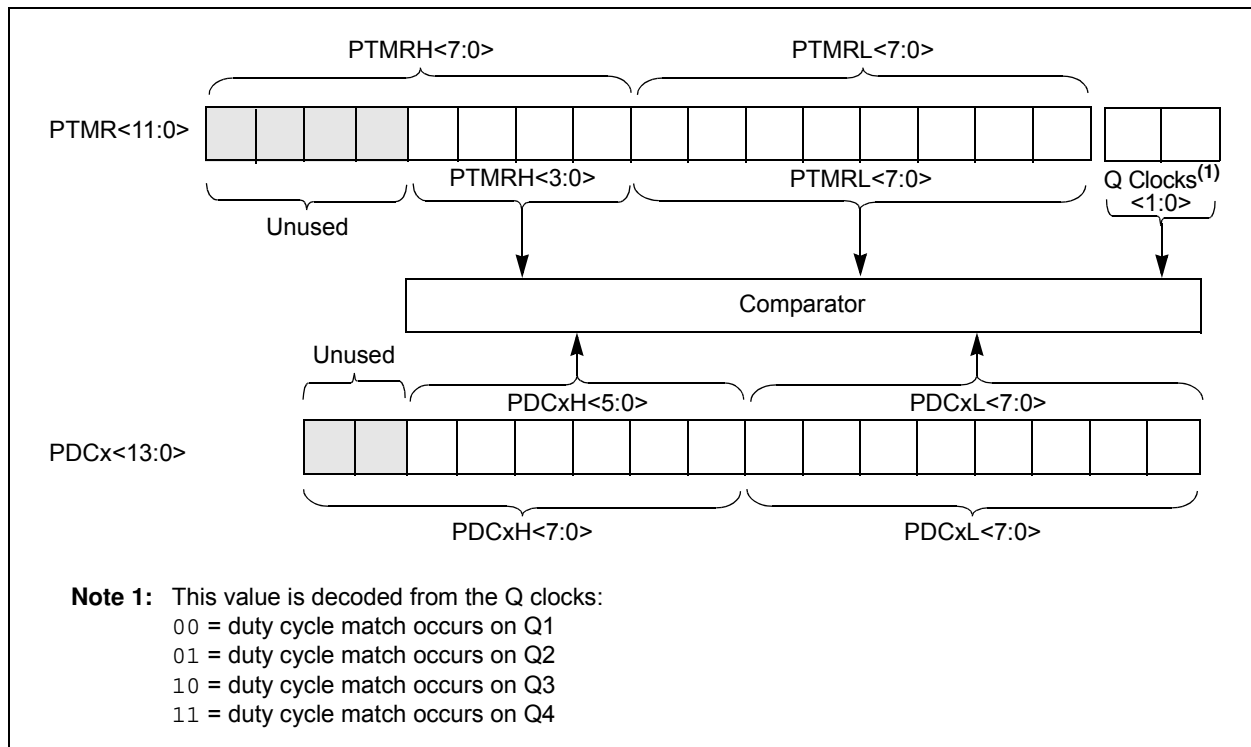 PTMRH<7:0>
PTMRL<7:0>
PTMR<11:0>
PTMRH<3:0>
PTMRL<7:0>
Q Clocks(1)
<1:0>
Unused
Comparator
Unused
PDCxH<5:0>
PDCxL<7:0>
PDCx<13:0>
PDCxH<7:0>
PDCxL<7:0>
Note 1: This value is decoded from the Q clocks:
00 = duty cycle match occurs on Q1
01 = duty cycle match occurs on Q2
10 = duty cycle match occurs on Q3
11 = duty cycle match occurs on Q4